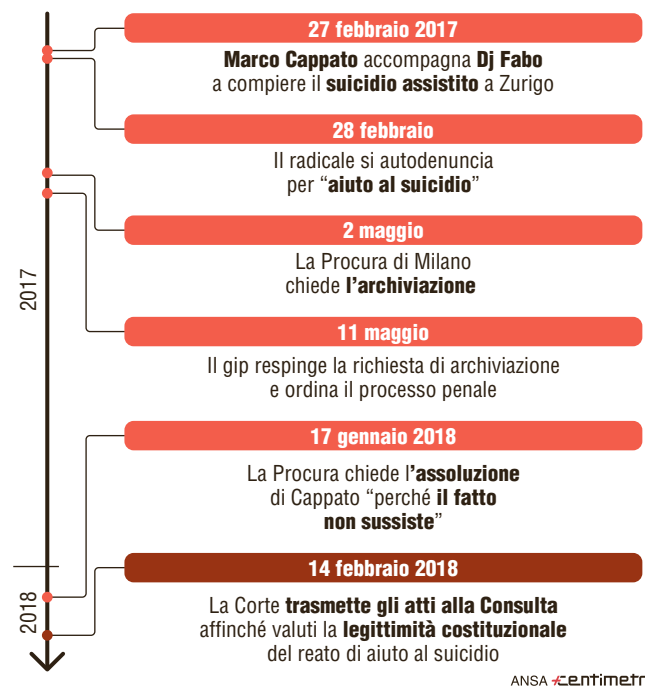 27 febbraio 2017
Marco Cappato accompagna Dj Fabo
a compiere il suicidio assistito a Zurigo
28 febbraio
Il radicale si autodenuncia
per “aiuto al suicidio”
2 maggio
La Procura di Milano
chiede l’archiviazione
11 maggio
Il gip respinge la richiesta di archiviazione
e ordina il processo penale
2017
17 gennaio 2018
La Procura chiede l’assoluzione
di Cappato “perché il fatto
non sussiste”
14 febbraio 2018
La Corte trasmette gli atti alla Consulta
affinché valuti la legittimità costituzionale
del reato di aiuto al suicidio
2018
ANSA centimetr